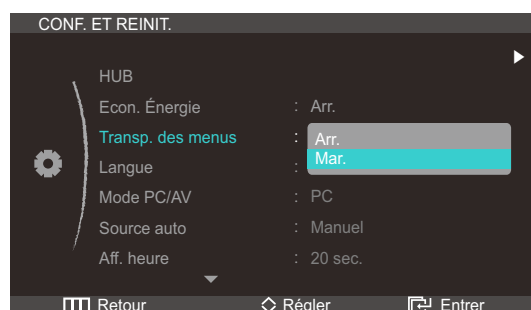 CONF. ET REINIT.
HUB
Econ. Énergie : Arr.
Transp. des menus : Arr.
Mar.
Langue :
Mode PC/AV : PC
Source auto : Manuel
Aff. heure : 20 sec.
Retour Régler Entrer